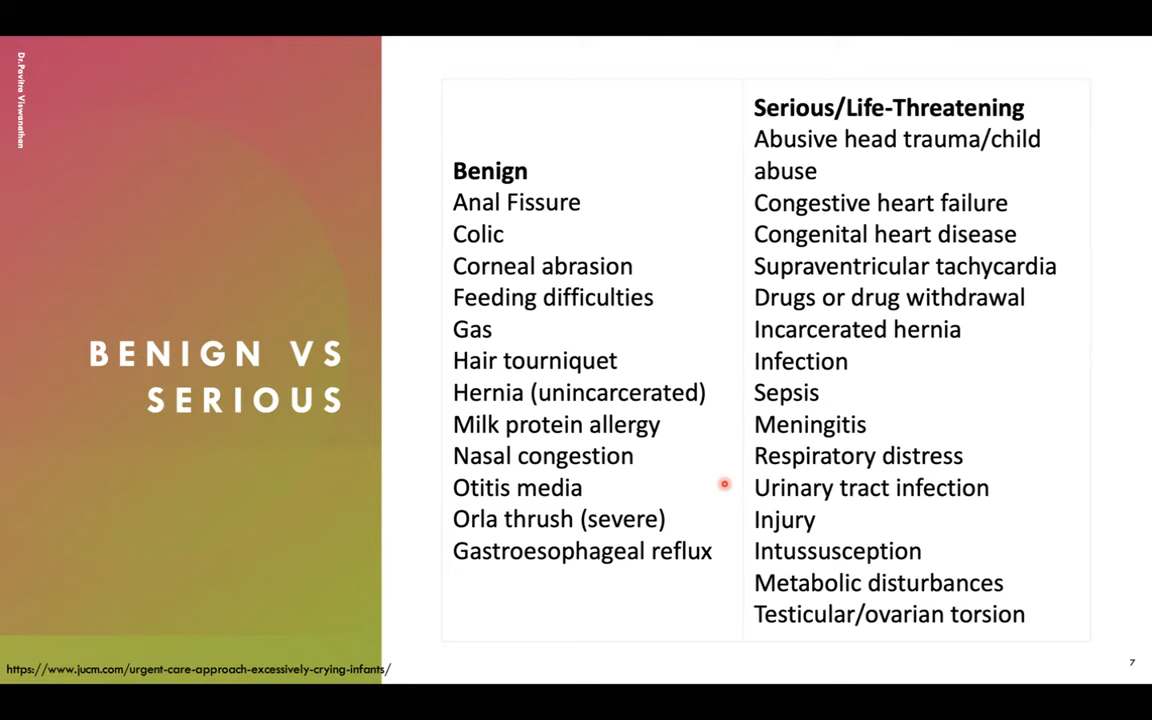 Dr.Pavitra Viswanathan
BENIGN VS
SERIOUS
Benign
Anal Fissure
Colic
Corneal abrasion
Feeding difficulties
Gas
Hair tourniquet
Hernia (unincarcerated)
Milk protein allergy
Nasal congestion
Otitis media
Orla thrush (severe)
Gastroesophageal reflux
Serious/Life-Threatening
Abusive head trauma/child
abuse
Congestive heart failure
Congenital heart disease
Supraventricular tachycardia
Drugs or drug withdrawal
Incarcerated hernia
Infection
Sepsis
Meningitis
Respiratory distress
Urinary tract infection
Injury
Intussusception
Metabolic disturbances
Testicular/ovarian torsion
https://www.jucm.com/urgent-care-approach-excessively-crying-infants/
7